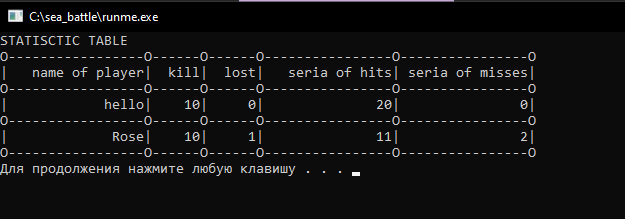 C:\sea_battle\runme.exe
STATISCTIC TABLE
O-----------------O------O------O----------------O----------------O
|   name of player|  kill|  lost|   seria of hits| seria of misses|
O-----------------O------O------O----------------O----------------O
|            hello|    10|     0|              20|               0|
O-----------------O------O------O----------------O----------------O
|             Rose|    10|     1|              11|               2|
O-----------------O------O------O----------------O----------------O
Для продолжения нажмите любую клавишу . . .